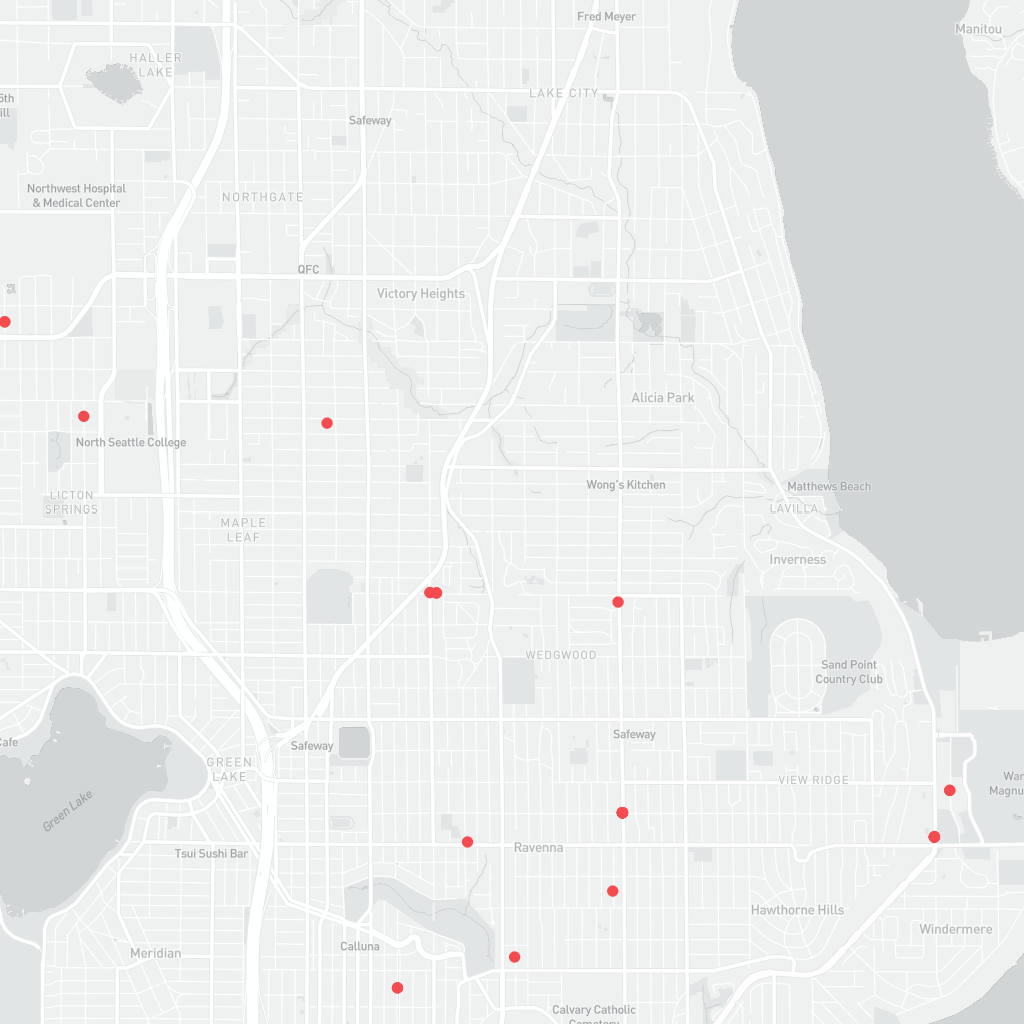 Fred Meyer
Manitou
HALLER
LAKE
5th
ill
LAKE CITY
Safeway
Northwest Hospital
& Medical Center
NORTHGATE
QFC
Victory Heights
Alicia Park
North Seattle College
Wong's Kitchen
Matthews Beach
LICTON
SPRINGS
LAVILLA
MAPLE
LEAF
Inverness
WEDGWOOD
Sand Point
Country Club
Cafe
Safeway
Safeway
GREEN
LAKE
VIEW RIDGE
War
Magnu
Green Lake
Tsui Sushi Bar
Ravenna
Hawthorne Hills
Windermere
Calluna
Meridian
Calvary Catholic
Cemetery